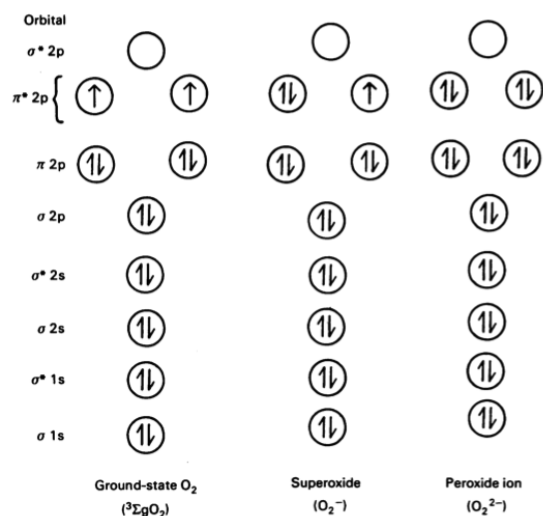 Orbital
σ* 2p
π* 2p
π 2p
σ 2p
σ* 2s
σ 2s
σ* 1s
σ 1s
Ground-state O₂
(³ΣgO₂)
Superoxide
(O₂⁻)
Peroxide ion
(O₂²⁻)